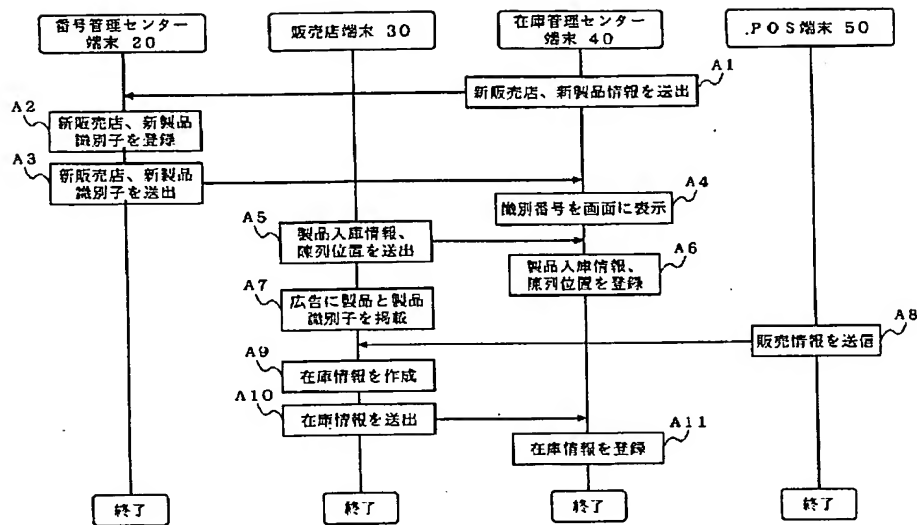 番号管理センター
端末 20
販売店端末 30
在庫管理センター
端末 40
.POS端末 50
A1
新販売店、新製品情報を送出
A2
新販売店、新製品
識別子を登録
A3
新販売店、新製品
識別子を送出
A4
識別番号を画面に表示
A5
製品入庫情報、
陳列位置を送出
A6
製品入庫情報、
陳列位置を登録
A7
広告に製品と製品
識別子を掲載
A8
販売情報を送信
A9
在庫情報を作成
A10
在庫情報を送出
A11
在庫情報を登録
終了
終了
終了
終了